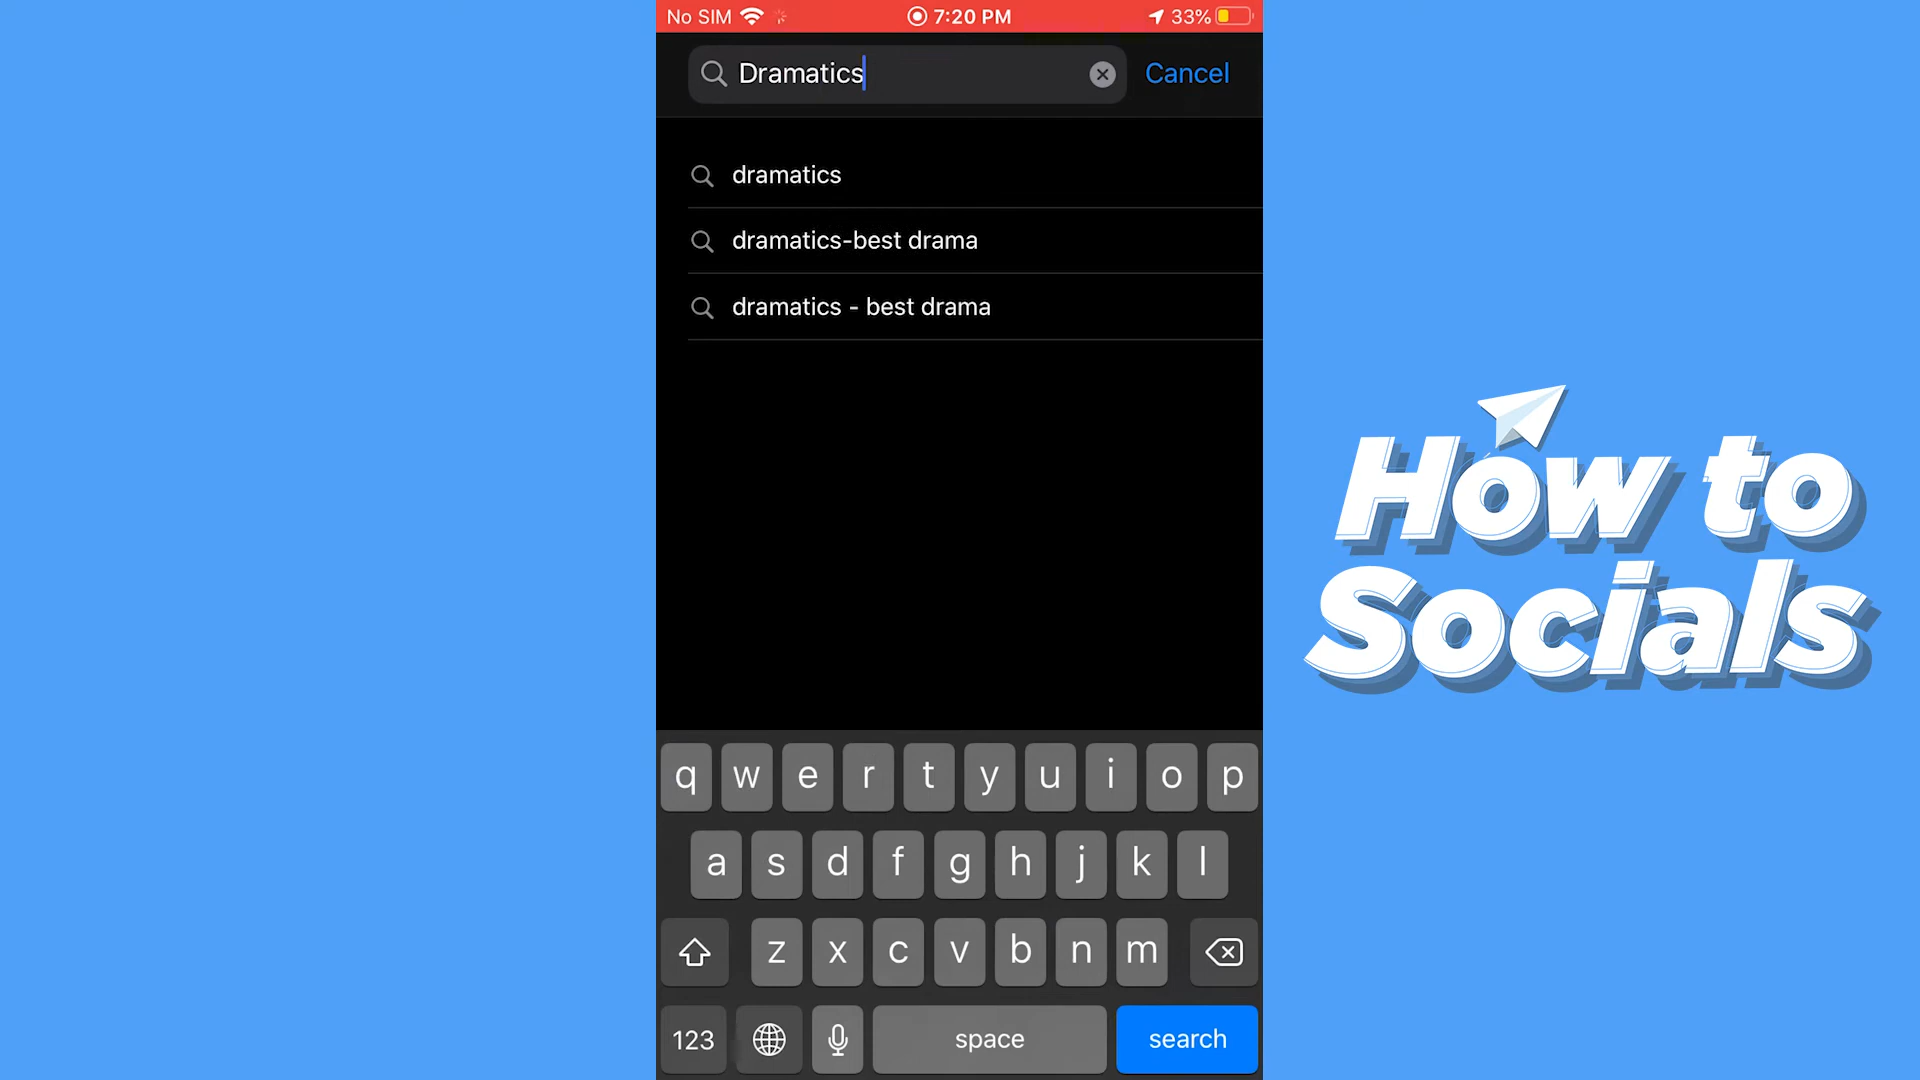 No SIM 7:20 PM 33%
Dramatics Cancel
dramatics
dramatics-best drama
dramatics - best drama
q w e r t y u i o p
a s d f g h j k l
z x c v b n m
123 space search
How to
Socials